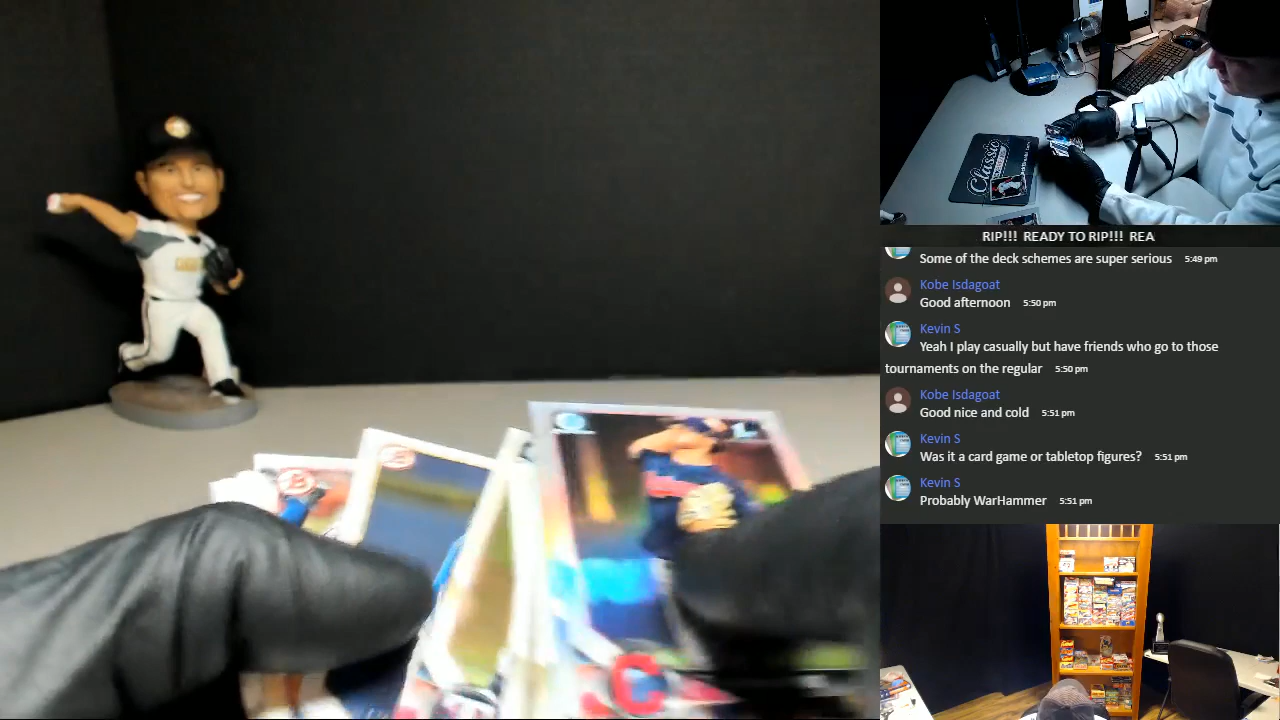 Classic
RIP!!! READY TO RIP!!! REA
Some of the deck schemes are super serious 5:49 pm
Kobe Isdagoat
Good afternoon 5:50 pm
Kevin S
Yeah I play casually but have friends who go to those
tournaments on the regular 5:50 pm
Kobe Isdagoat
Good nice and cold 5:51 pm
Kevin S
Was it a card game or tabletop figures? 5:51 pm
Kevin S
Probably WarHammer 5:51 pm
C